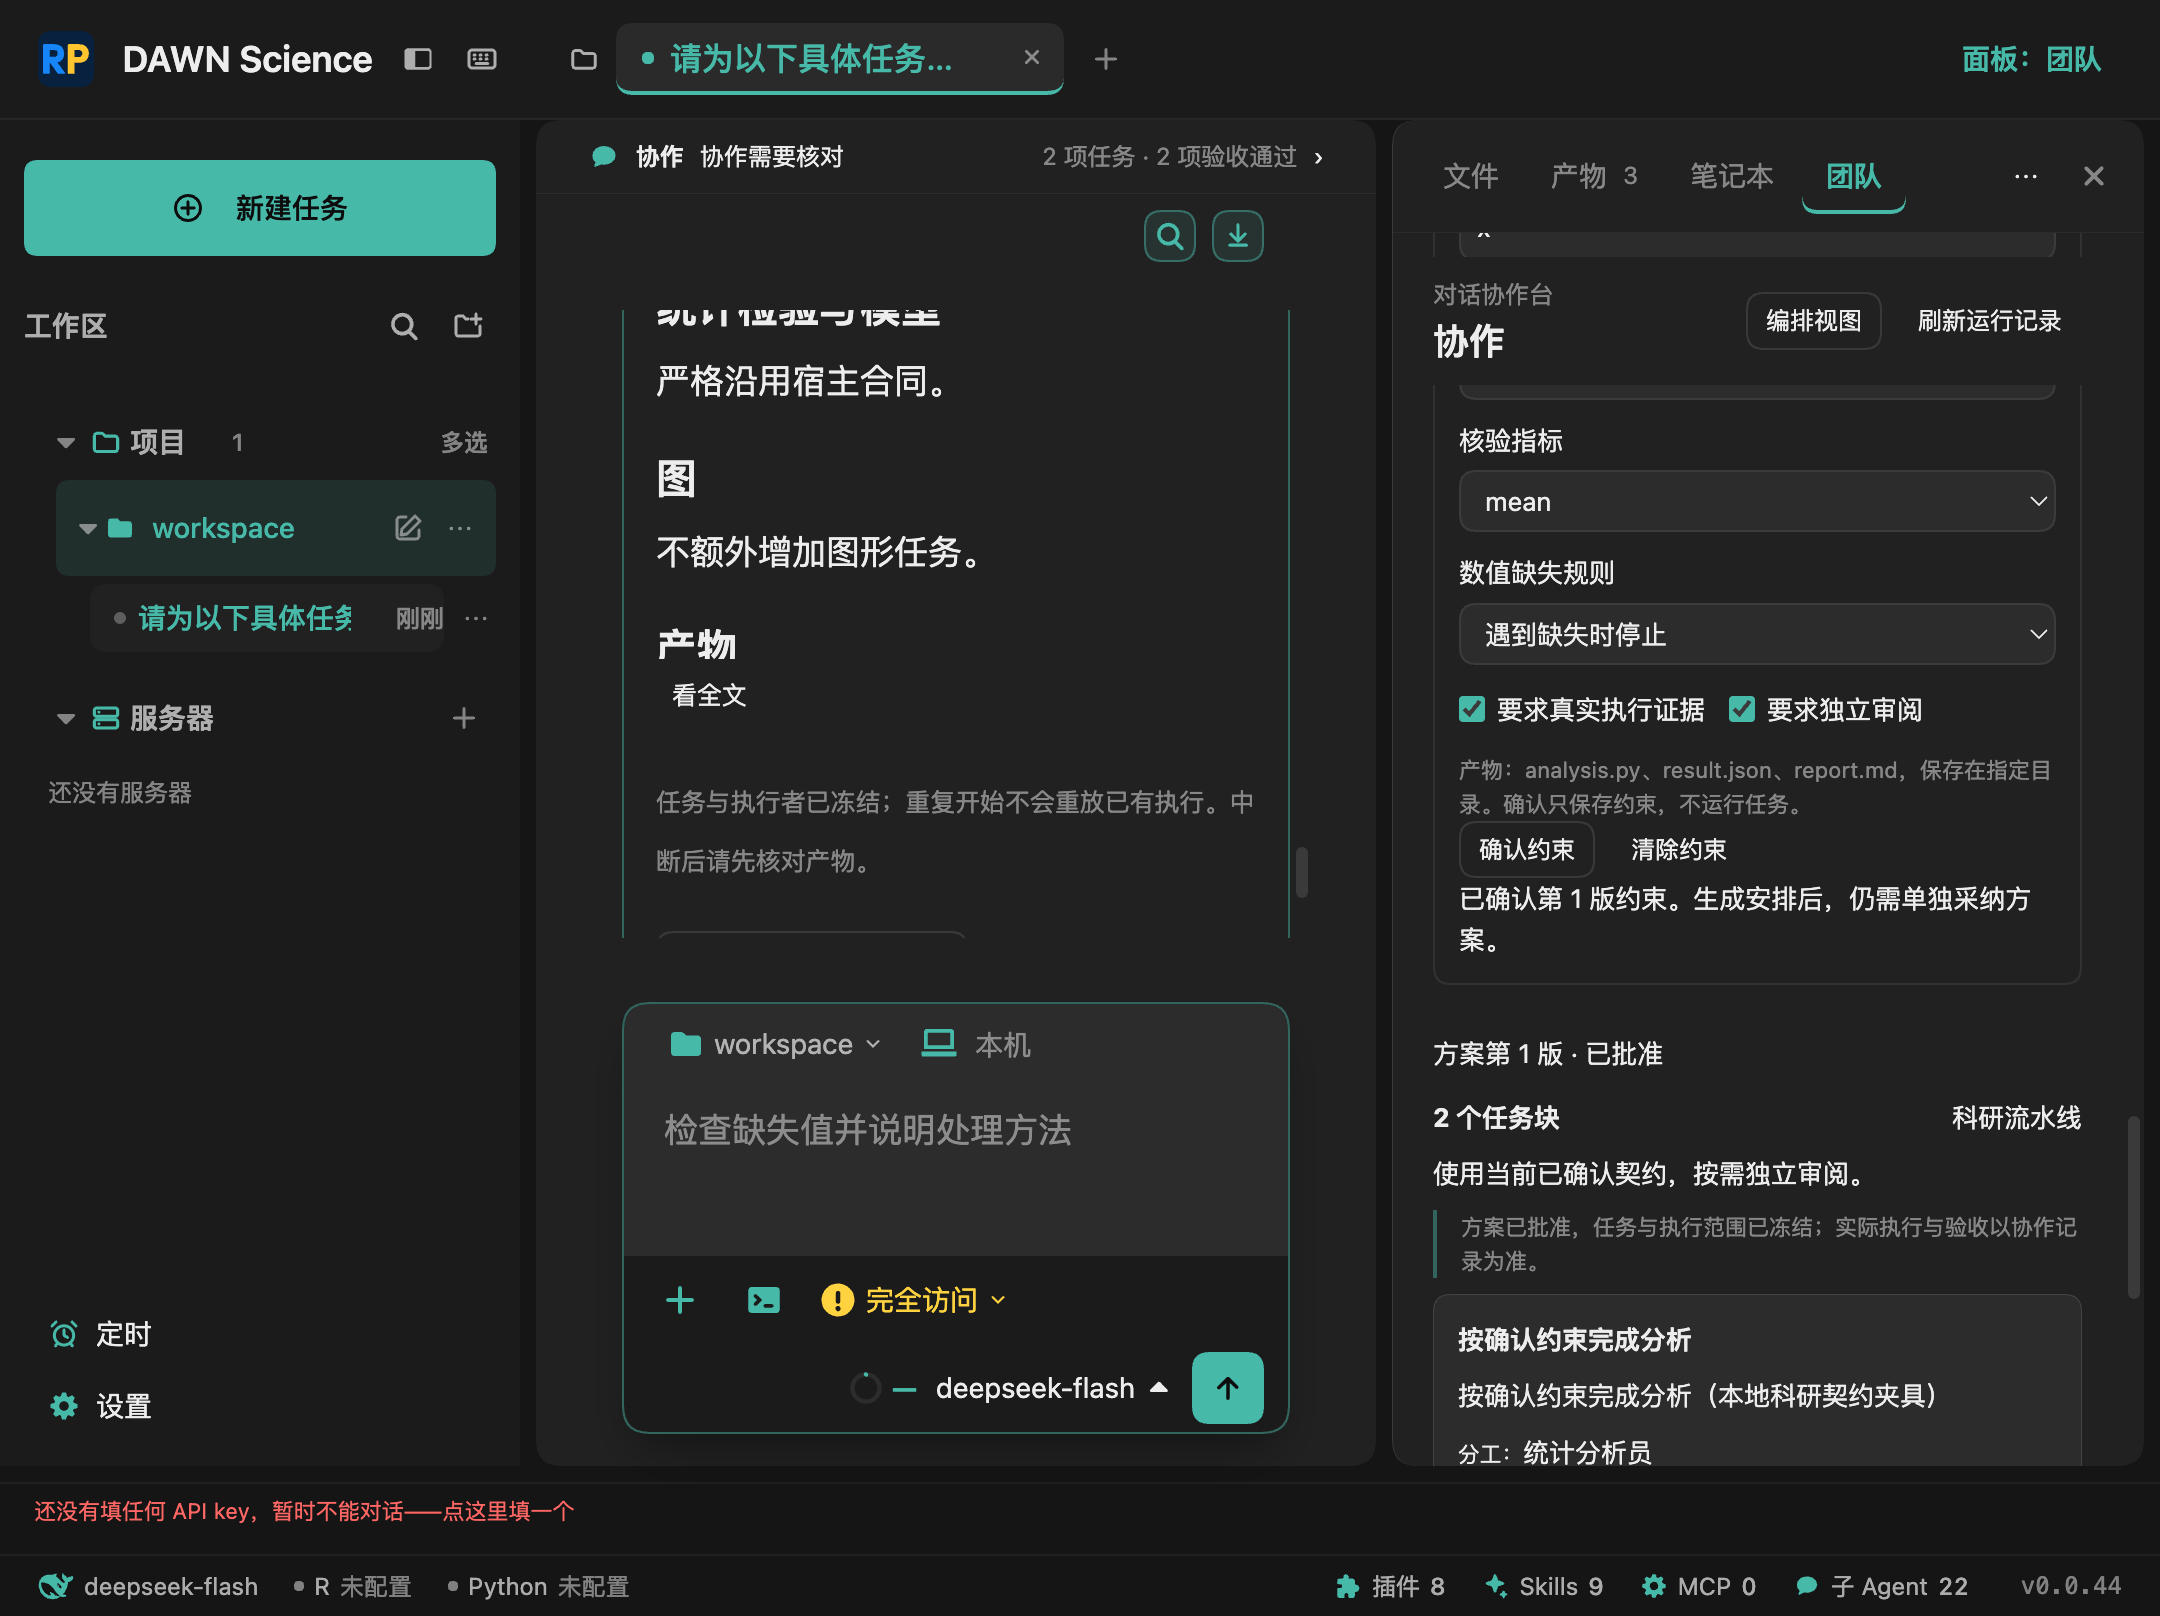 RP DAWN Science
请为以下具体任务...
面板：团队
新建任务
工作区
项目 1 多选
workspace
请为以下具体任务 刚刚
服务器
还没有服务器
定时
设置
协作 协作需要核对 2 项任务 · 2 项验收通过
统计检验与模型
严格沿用宿主合同。
图
不额外增加图形任务。
产物
看全文
任务与执行者已冻结；重复开始不会重放已有执行。中
断后请先核对产物。
workspace 本机
检查缺失值并说明处理方法
完全访问
deepseek-flash
文件 产物 3 笔记本 团队
对话协作台
协作
编排视图 刷新运行记录
核验指标
mean
数值缺失规则
遇到缺失时停止
要求真实执行证据 要求独立审阅
产物：analysis.py、result.json、report.md，保存在指定目
录。确认只保存约束，不运行任务。
确认约束 清除约束
已确认第 1 版约束。生成安排后，仍需单独采纳方
案。
方案第 1 版 · 已批准
2 个任务块 科研流水线
使用当前已确认契约，按需独立审阅。
方案已批准，任务与执行范围已冻结；实际执行与验收以协作记
录为准。
按确认约束完成分析
按确认约束完成分析（本地科研契约夹具）
分工：统计分析员
还没有填任何 API key，暂时不能对话——点这里填一个
deepseek-flash R 未配置 Python 未配置
插件 8 Skills 9 MCP 0 子 Agent 22 v0.0.44